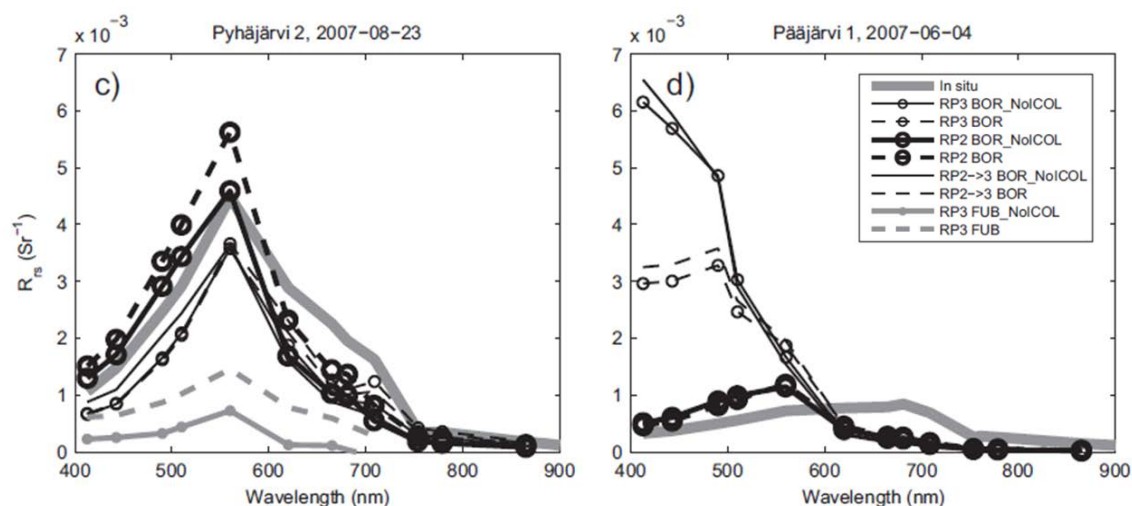 × 10⁻³
Pyhäjärvi 2, 2007−08−23
c)
7
6
5
4
3
2
1
0
R_rs (Sr⁻¹)
400 500 600 700 800 900
Wavelength (nm)
× 10⁻³
Pääjärvi 1, 2007−06−04
d)
7
6
5
4
3
2
1
0
In situ
RP3 BOR_NoICOL
RP3 BOR
RP2 BOR_NoICOL
RP2 BOR
RP2->3 BOR_NoICOL
RP2->3 BOR
RP3 FUB_NoICOL
RP3 FUB
400 500 600 700 800 900
Wavelength (nm)